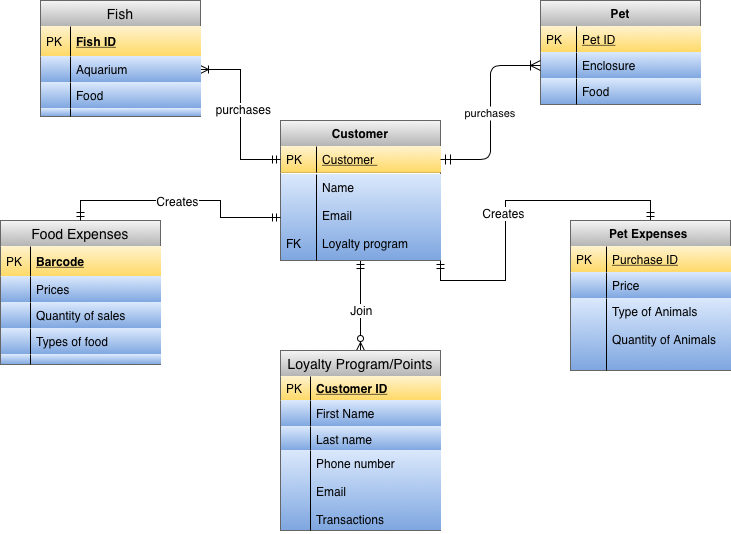 Fish
PK Fish ID
Aquarium
Food
Pet
PK Pet ID
Enclosure
Food
purchases
purchases
Customer
PK Customer
Name
Email
FK Loyalty program
Creates
Creates
Food Expenses
PK Barcode
Prices
Quantity of sales
Types of food
Pet Expenses
PK Purchase ID
Price
Type of Animals
Quantity of Animals
Join
Loyalty Program/Points
PK Customer ID
First Name
Last name
Phone number
Email
Transactions